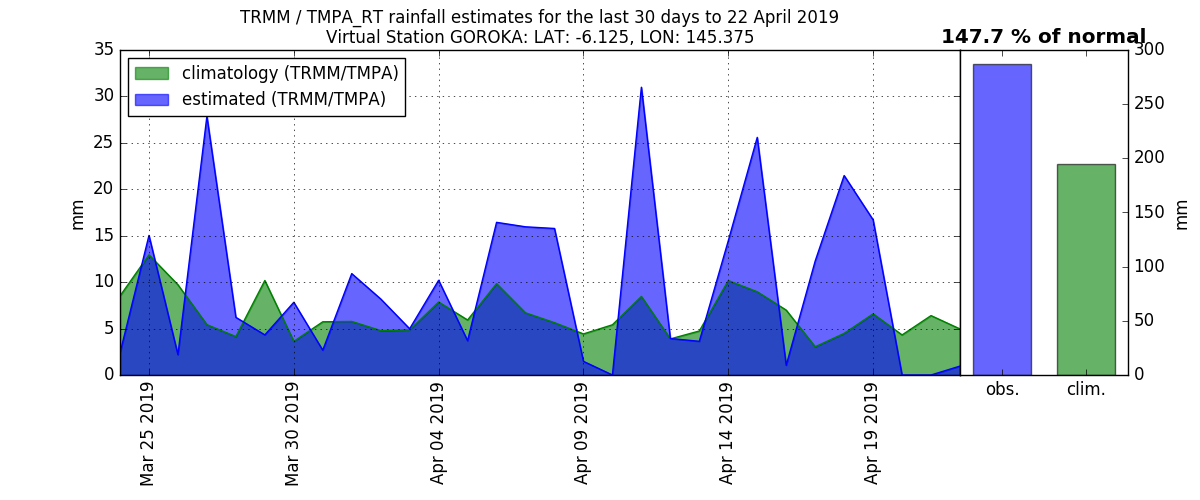 TRMM / TMPA_RT rainfall estimates for the last 30 days to 22 April 2019
Virtual Station GOROKA: LAT: -6.125, LON: 145.375
147.7 % of normal
climatology (TRMM/TMPA)
estimated (TRMM/TMPA)
35
30
25
20
15
10
5
0
mm
Mar 25 2019
Mar 30 2019
Apr 04 2019
Apr 09 2019
Apr 14 2019
Apr 19 2019
300
250
200
150
100
50
0
mm
obs.
clim.